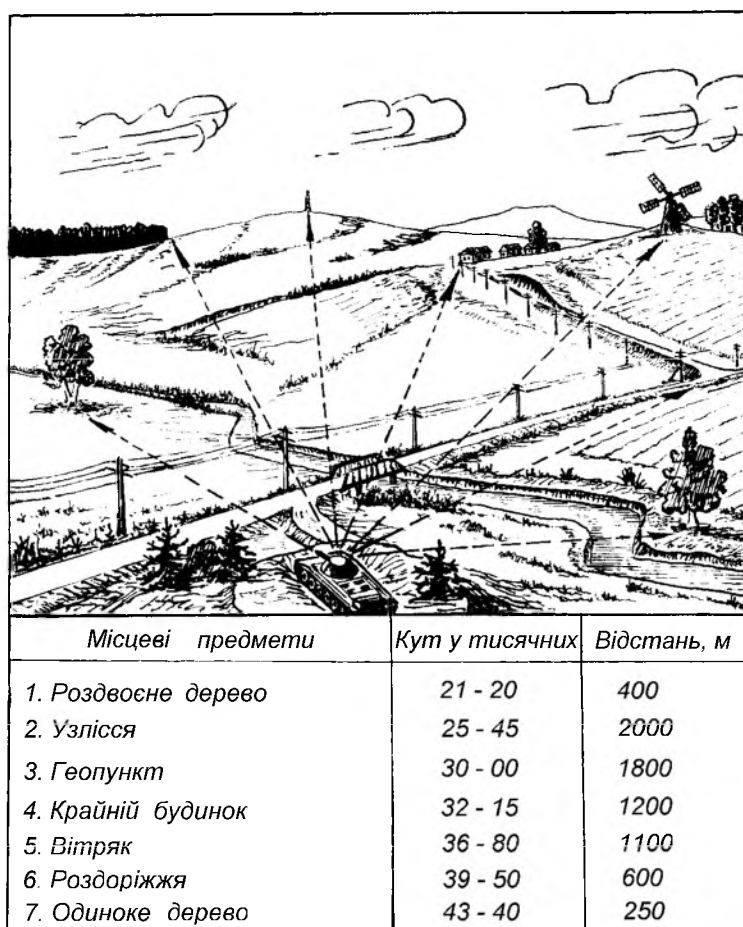 Місцеві предмети Кут у тисячних Відстань, м
1. Роздвоєне дерево 21 - 20 400
2. Узлісся 25 - 45 2000
3. Геопункт 30 - 00 1800
4. Крайній будинок 32 - 15 1200
5. Вітряк 36 - 80 1100
6. Роздоріжжя 39 - 50 600
7. Одиноке дерево 43 - 40 250